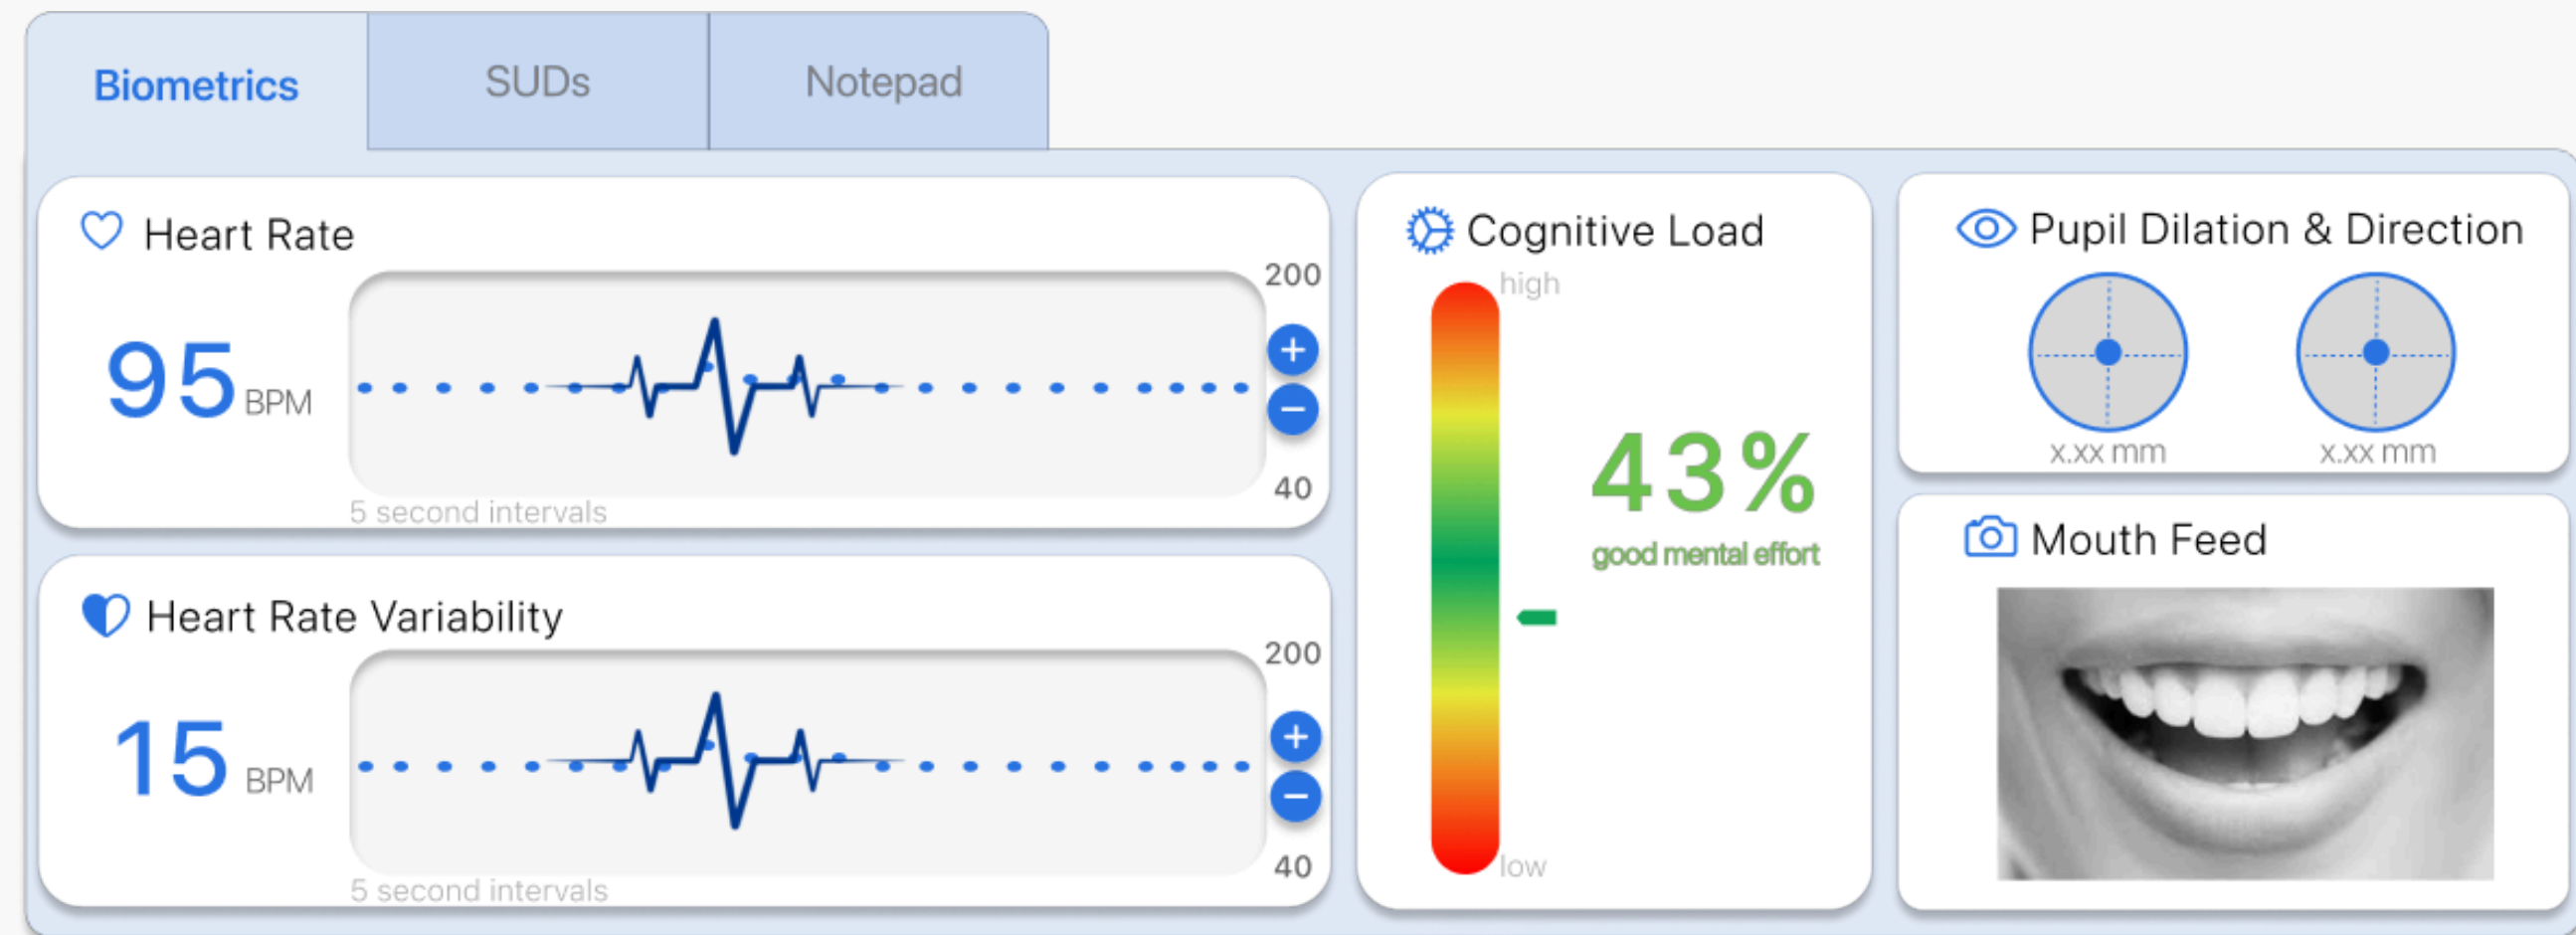 Biometrics
SUDs
Notepad
Heart Rate
200
95 BPM
40
5 second intervals
Heart Rate Variability
200
15 BPM
40
5 second intervals
Cognitive Load
high
43%
good mental effort
low
Pupil Dilation & Direction
x.xx mm
x.xx mm
Mouth Feed